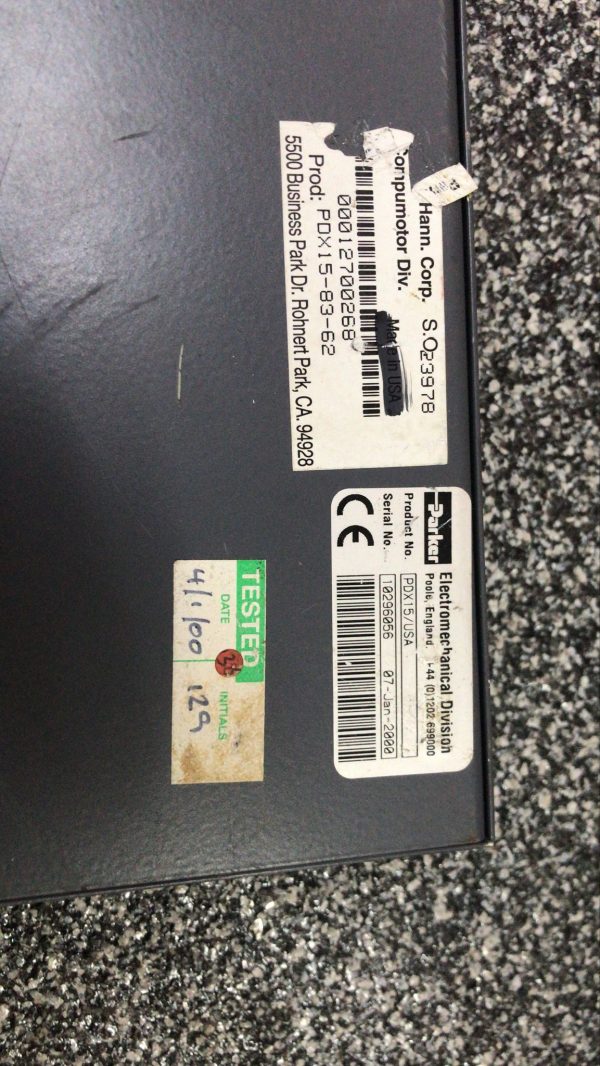 Hann. Corp. S.O23978
ompumotor Div.
Made in USA
00012700268
Prod: PDX15-83-62
5500 Business Park Dr. Rohnert Park, CA. 94928
Parker Electromechanical Division
Poole, England. +44 (0)1202 699000
Product No. PDX15/USA
Serial No. 10296056 07-Jan-2000
CE
TESTED
DATE INITIALS
4/1/00 129